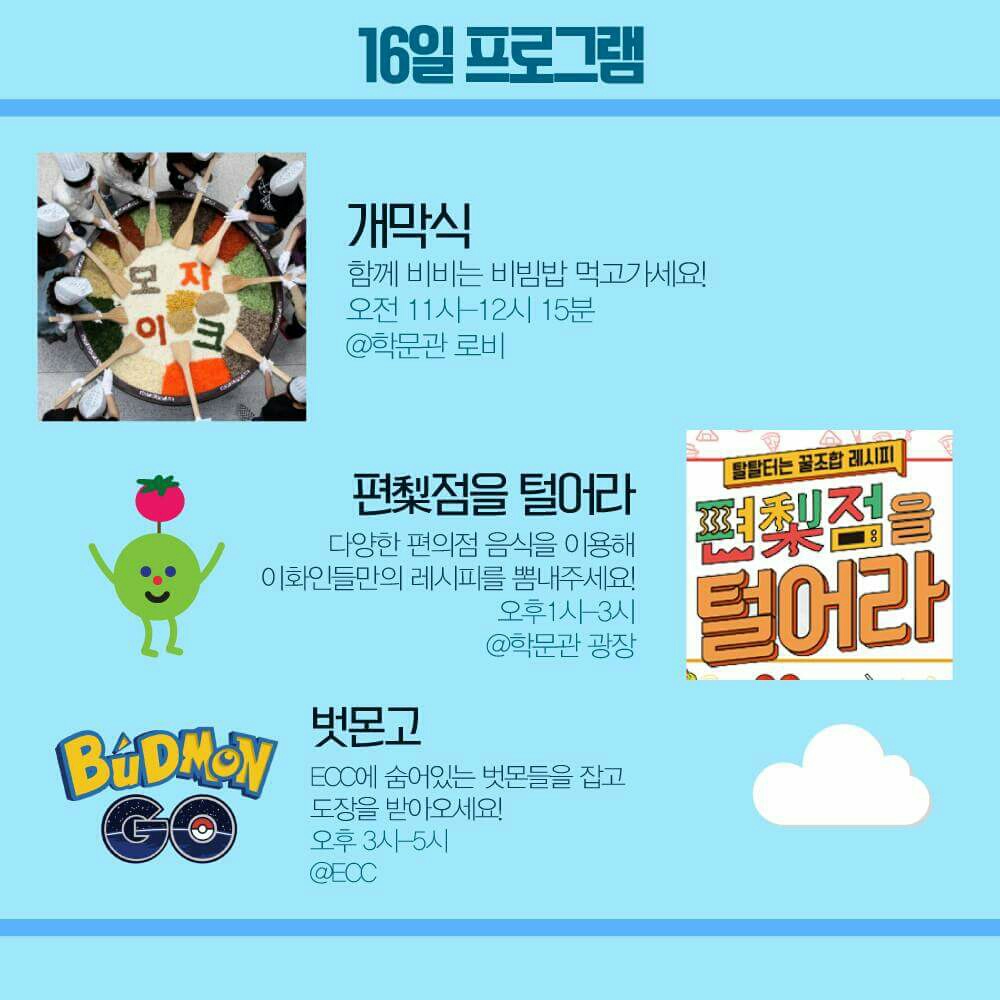 16일 프로그램
모자
이크
개막식
함께 비비는 비빔밥 먹고가세요!
오전 11시-12시 15분
@학문관 로비
편梨점을 털어라
다양한 편의점 음식을 이용해
이화인들만의 레시피를 뽐내주세요!
오후1시-3시
@학문관 광장
탈탈터는 꿀조합 레시피
편梨점을
털어라
BúDMON
GO
벗몬고
ECC에 숨어있는 벗몬들을 잡고
도장을 받아오세요!
오후 3시-5시
@ECC